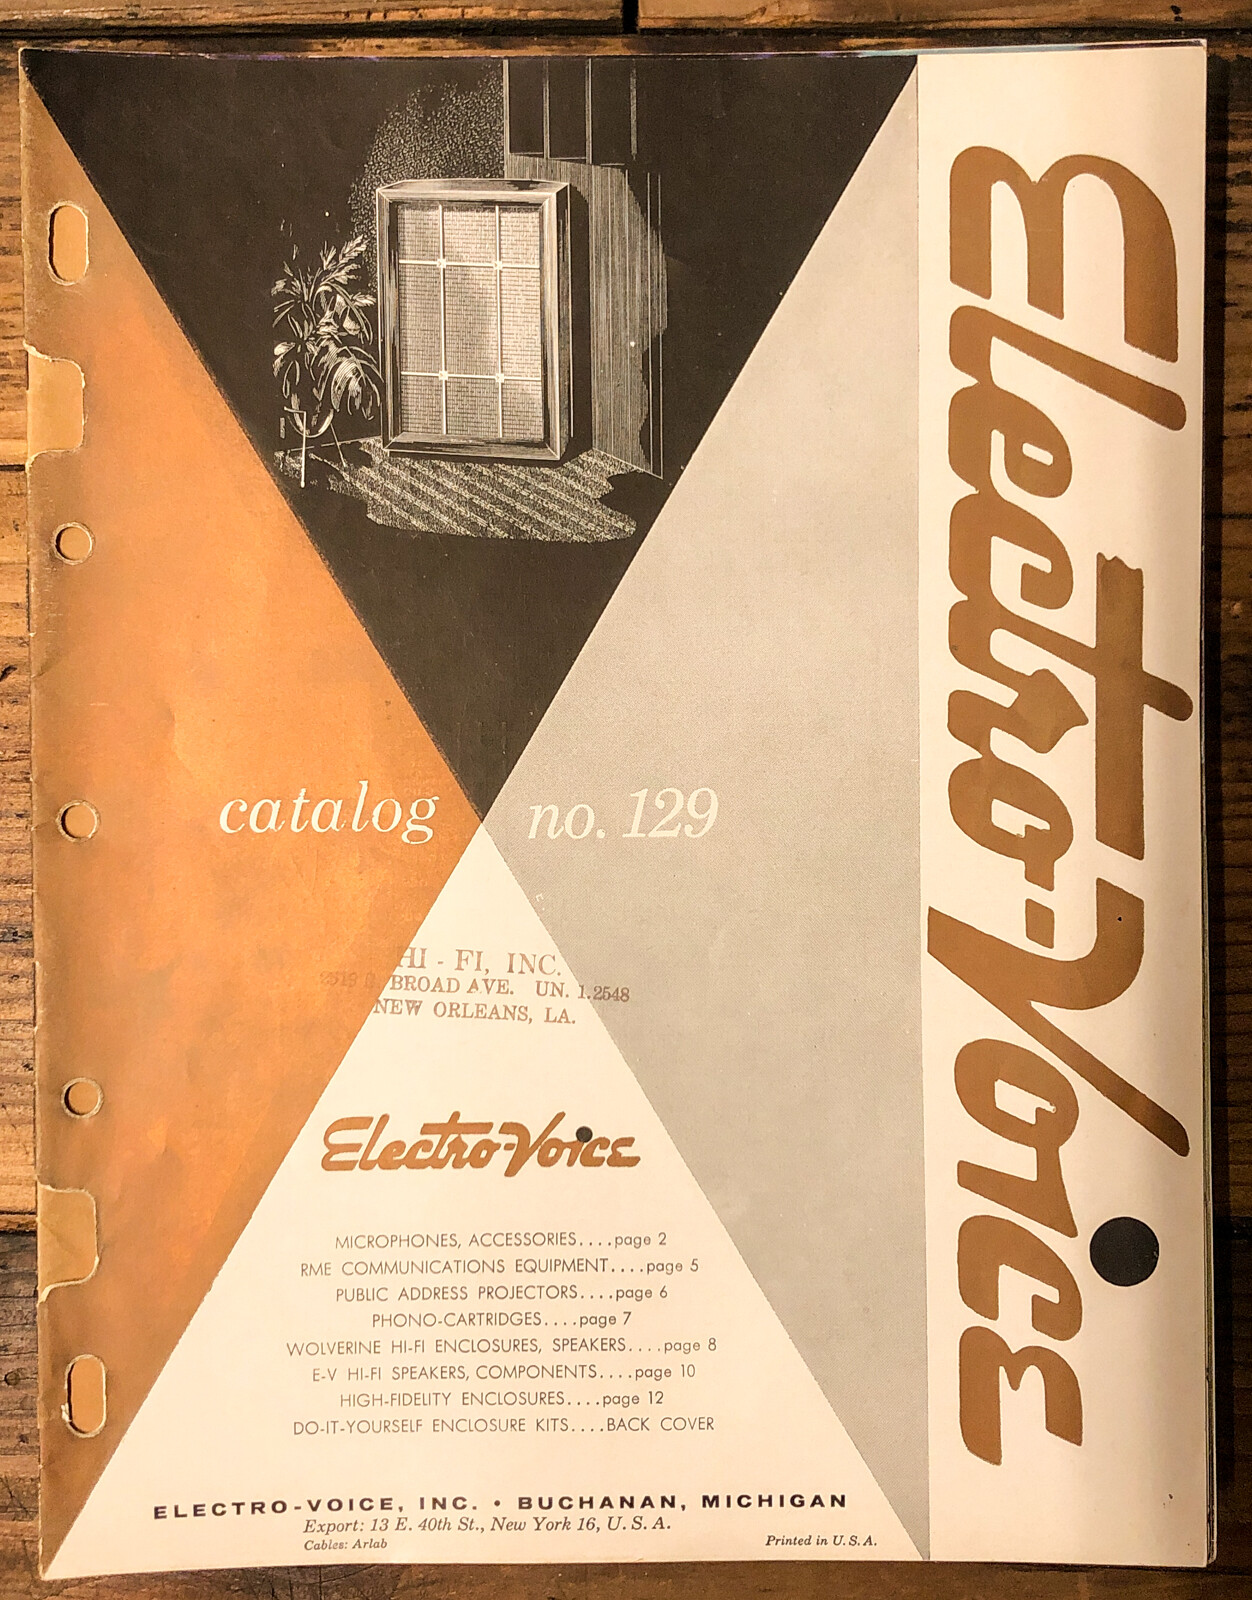 Electro-Voice
catalog no. 129
HI - FI, INC.
BROAD AVE. UN. 1.2548
NEW ORLEANS, LA.
Electro-Voice
MICROPHONES, ACCESSORIES....page 2
RME COMMUNICATIONS EQUIPMENT....page 5
PUBLIC ADDRESS PROJECTORS....page 6
PHONO-CARTRIDGES....page 7
WOLVERINE HI-FI ENCLOSURES, SPEAKERS....page 8
E-V HI-FI SPEAKERS, COMPONENTS....page 10
HIGH-FIDELITY ENCLOSURES....page 12
DO-IT-YOURSELF ENCLOSURE KITS....BACK COVER
ELECTRO-VOICE, INC. • BUCHANAN, MICHIGAN
Export: 13 E. 40th St., New York 16, U. S. A.
Cables: Arlab
Printed in U. S. A.